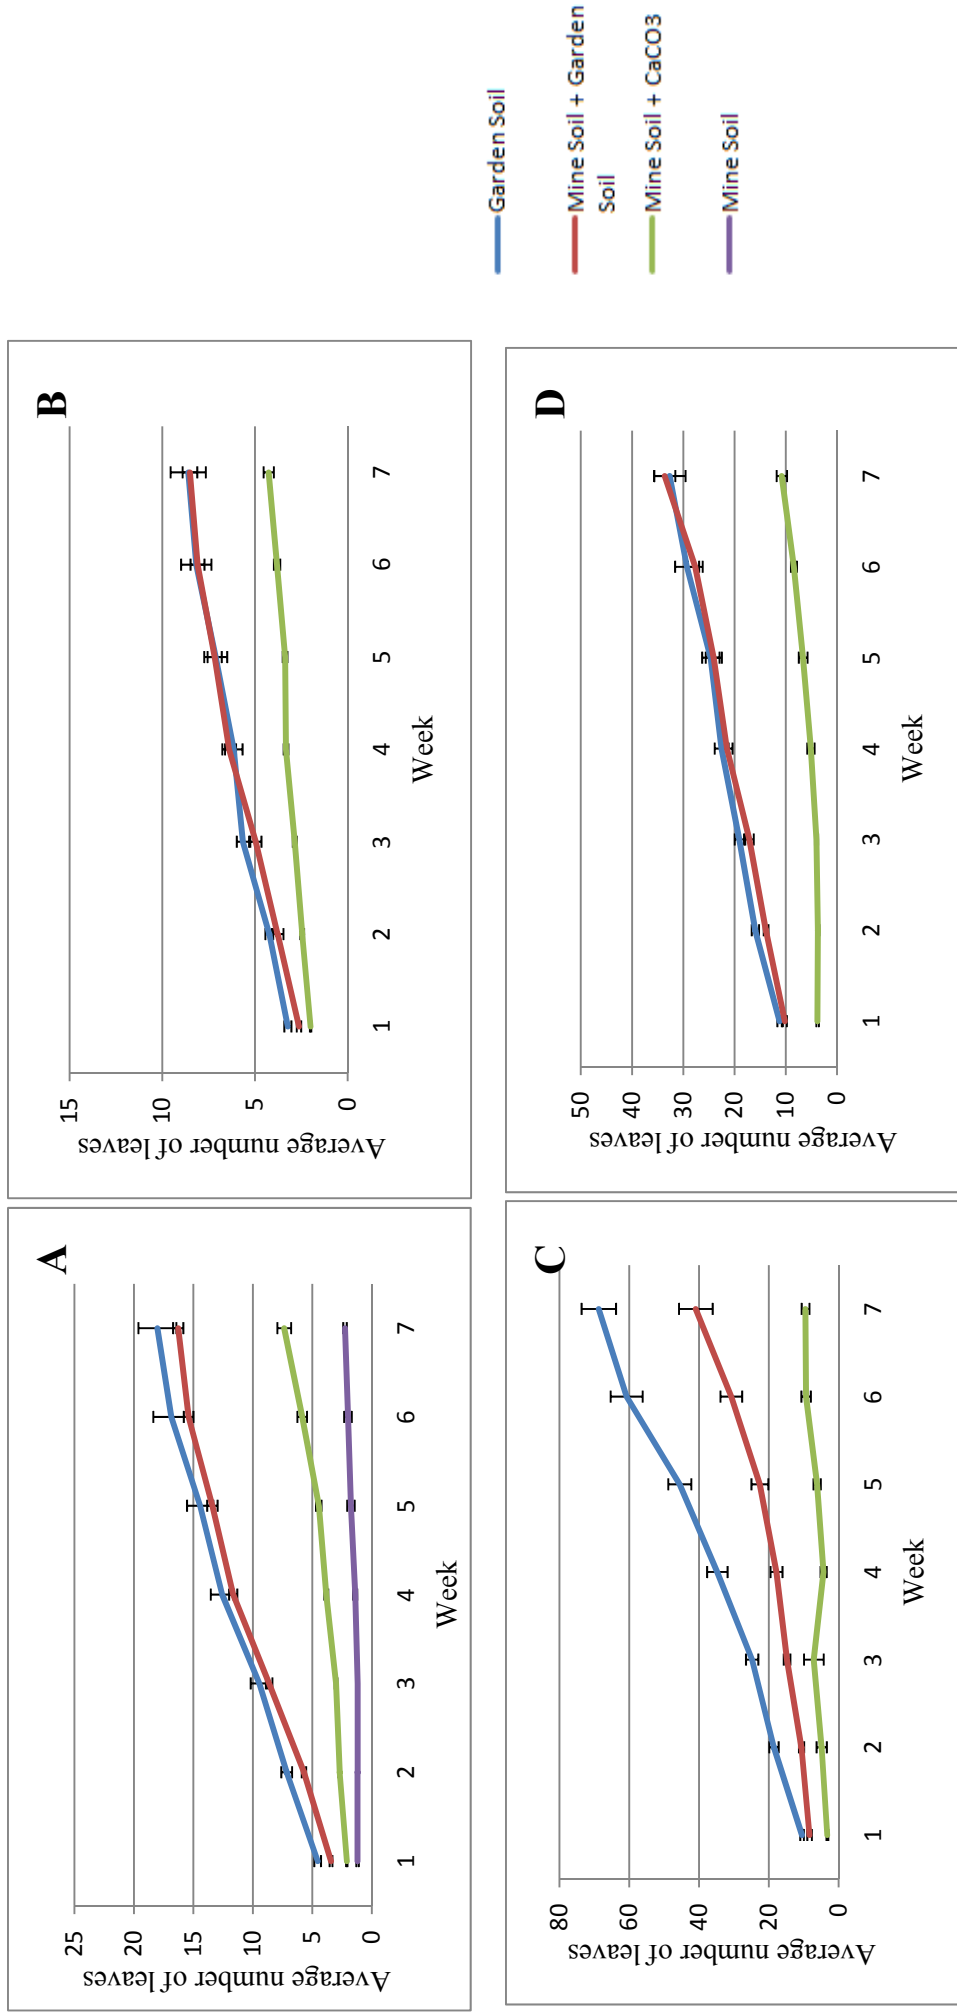 A
Average number of leaves
25
20
15
10
5
0
1 2 3 4 5 6 7
Week
B
Average number of leaves
15
10
5
0
1 2 3 4 5 6 7
Week
C
Average number of leaves
80
60
40
20
0
1 2 3 4 5 6 7
Week
D
Average number of leaves
50
40
30
20
10
0
1 2 3 4 5 6 7
Week
Garden Soil
Mine Soil + Garden
Soil
Mine Soil + CaCO3
Mine Soil